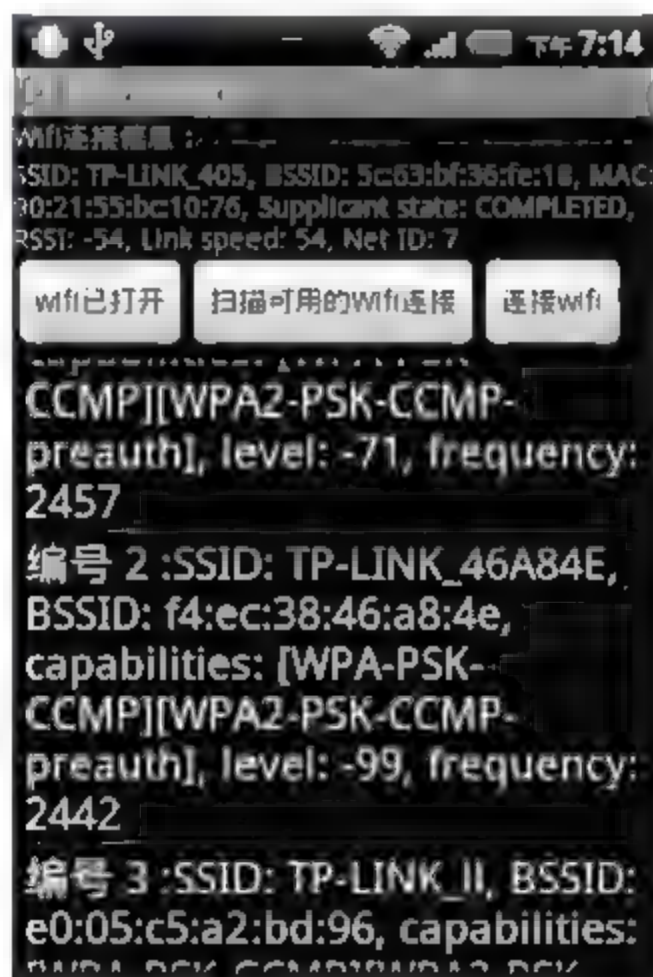 下午 7:14
Wifi连接信息 :
SSID: TP-LINK_405, BSSID: 5c:63:bf:36:fe:18, MAC:
00:21:55:bc:10:76, Supplicant state: COMPLETED,
RSSI: -54, Link speed: 54, Net ID: 7
wifi已打开 扫描可用的Wifi连接 连接wifi
CCMP][WPA2-PSK-CCMP-
preauth], level: -71, frequency:
2457
编号 2 :SSID: TP-LINK_46A84E,
BSSID: f4:ec:38:46:a8:4e,
capabilities: [WPA-PSK-
CCMP][WPA2-PSK-CCMP-
preauth], level: -99, frequency:
2442
编号 3 :SSID: TP-LINK_II, BSSID:
e0:05:c5:a2:bd:96, capabilities: